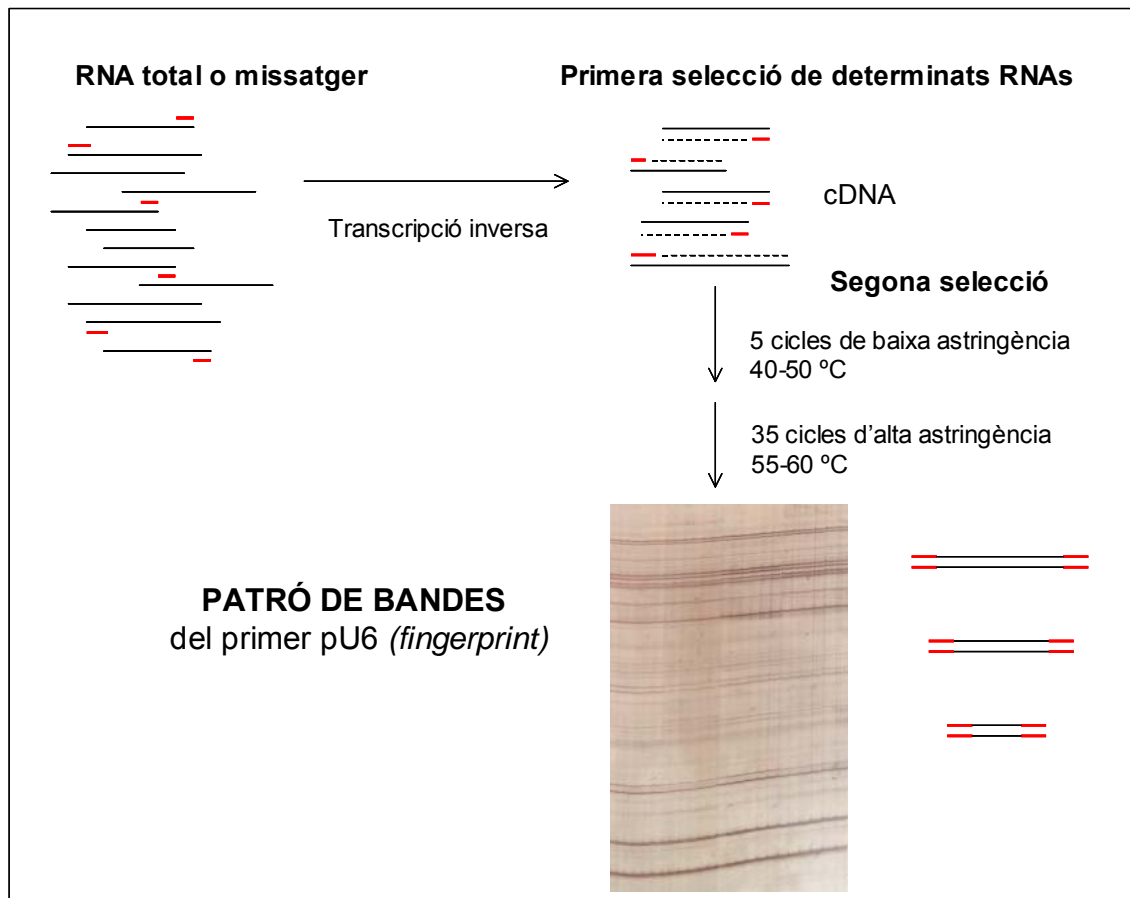 RNA total o missatger
Primera selecció de determinats RNAs
Transcripció inversa
cDNA
Segona selecció
5 cicles de baixa astringència
40-50 ºC
35 cicles d'alta astringència
55-60 ºC
PATRÓ DE BANDES
del primer pU6 (fingerprint)